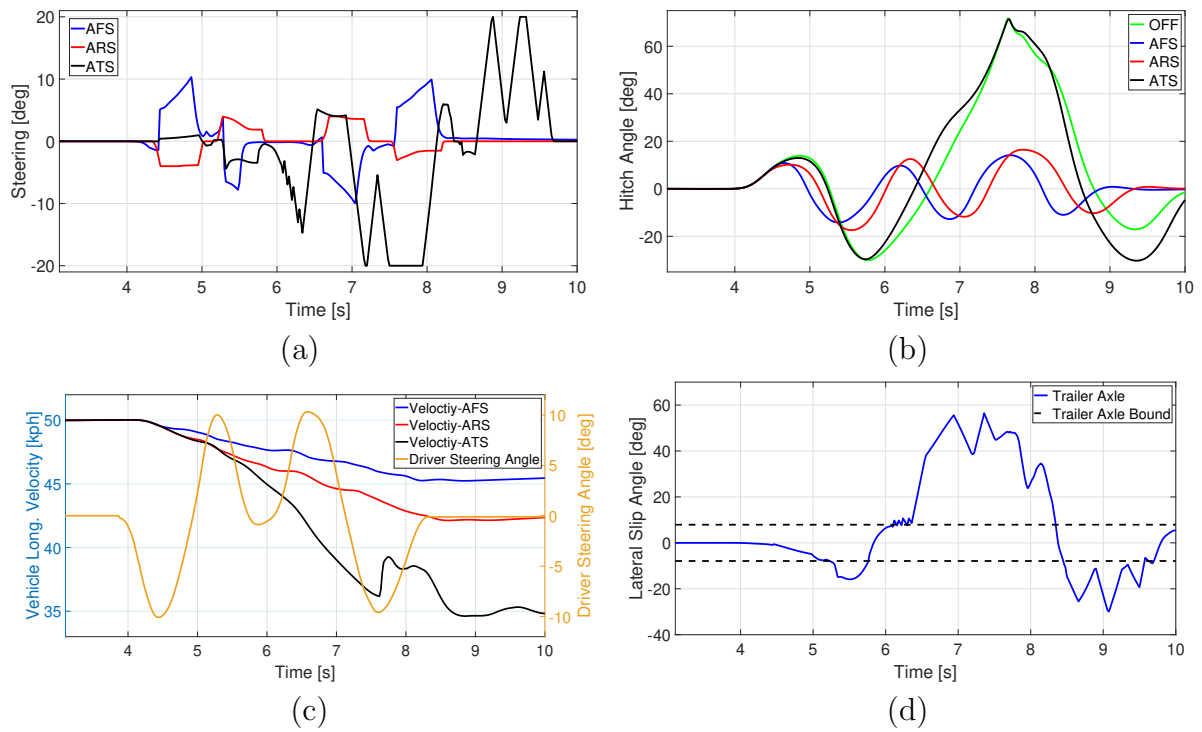 Steering [deg]
20
10
0
-10
-20
AFS
ARS
ATS
4 5 6 7 8 9 10
Time [s]
(a)
Hitch Angle [deg]
60
40
20
0
-20
OFF
AFS
ARS
ATS
4 5 6 7 8 9 10
Time [s]
(b)
Vehicle Long. Velocity [kph]
50
45
40
35
Veloctiy-AFS
Veloctiy-ARS
Veloctiy-ATS
Driver Steering Angle
10
5
0
-5
-10
Driver Steering Angle [deg]
4 5 6 7 8 9 10
Time [s]
(c)
Lateral Slip Angle [deg]
60
40
20
0
-20
-40
Trailer Axle
Trailer Axle Bound
4 5 6 7 8 9 10
Time [s]
(d)